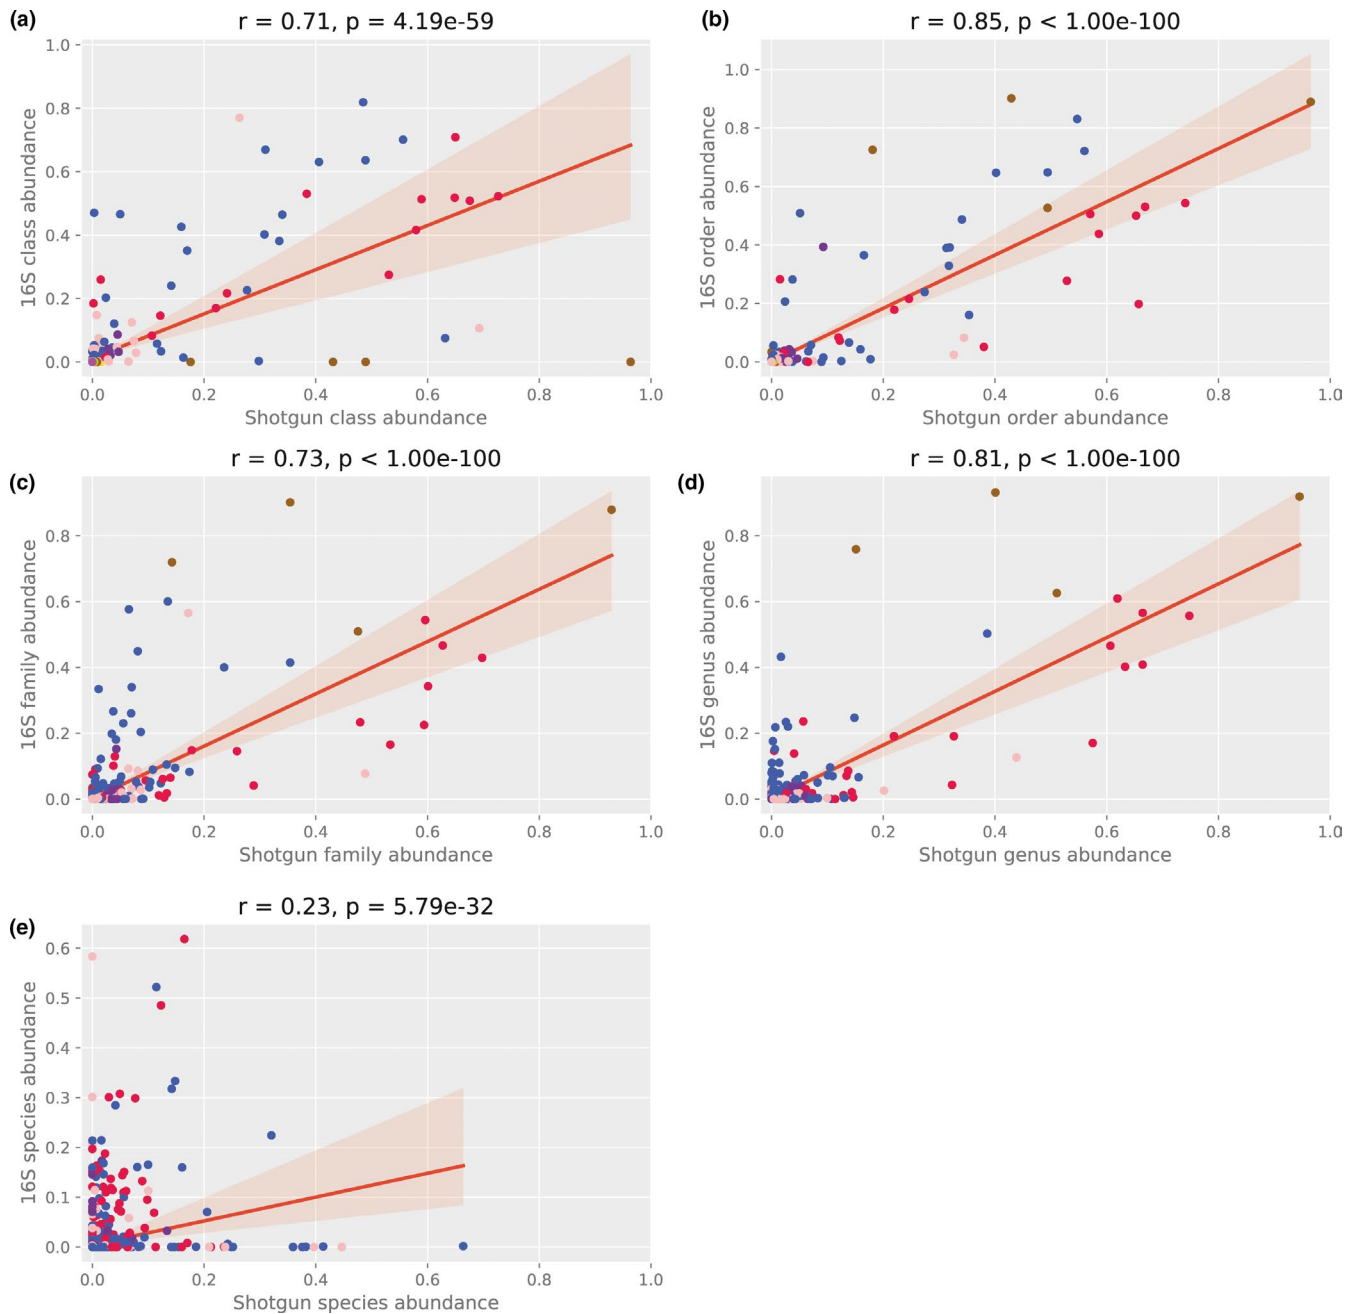 (a)
r = 0.71, p = 4.19e-59
1.0
0.8
0.6
0.4
0.2
0.0
16S class abundance
0.0 0.2 0.4 0.6 0.8 1.0
Shotgun class abundance
(b)
r = 0.85, p < 1.00e-100
1.0
0.8
0.6
0.4
0.2
0.0
16S order abundance
0.0 0.2 0.4 0.6 0.8 1.0
Shotgun order abundance
(c)
r = 0.73, p < 1.00e-100
0.8
0.6
0.4
0.2
0.0
16S family abundance
0.0 0.2 0.4 0.6 0.8 1.0
Shotgun family abundance
(d)
r = 0.81, p < 1.00e-100
0.8
0.6
0.4
0.2
0.0
16S genus abundance
0.0 0.2 0.4 0.6 0.8 1.0
Shotgun genus abundance
(e)
r = 0.23, p = 5.79e-32
0.6
0.5
0.4
0.3
0.2
0.1
0.0
16S species abundance
0.0 0.2 0.4 0.6 0.8 1.0
Shotgun species abundance